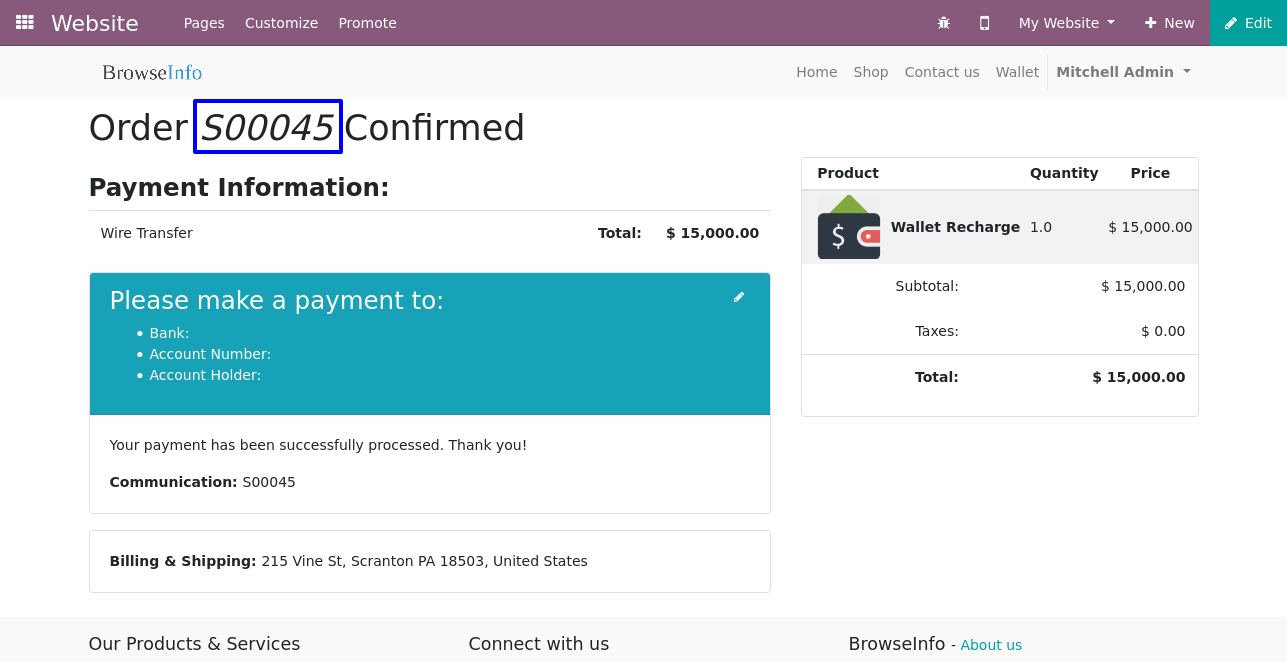 Website Pages Customize Promote My Website + New Edit
BrowseInfo Home Shop Contact us Wallet Mitchell Admin
Order S00045 Confirmed
Payment Information:
Wire Transfer Total: $ 15,000.00
Please make a payment to:
• Bank:
• Account Number:
• Account Holder:
Your payment has been successfully processed. Thank you!
Communication: S00045
Billing & Shipping: 215 Vine St, Scranton PA 18503, United States
Product Quantity Price
$ Wallet Recharge 1.0 $ 15,000.00
Subtotal: $ 15,000.00
Taxes: $ 0.00
Total: $ 15,000.00
Our Products & Services Connect with us BrowseInfo - About us